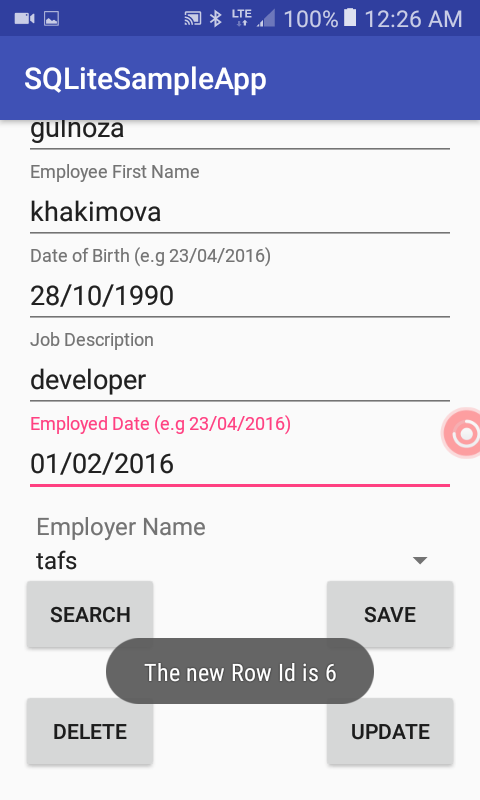 LTE 100% 12:26 AM
SQLiteSampleApp
gulnoza
Employee First Name
khakimova
Date of Birth (e.g 23/04/2016)
28/10/1990
Job Description
developer
Employed Date (e.g 23/04/2016)
01/02/2016
Employer Name
tafs
SEARCH SAVE
The new Row Id is 6
DELETE UPDATE